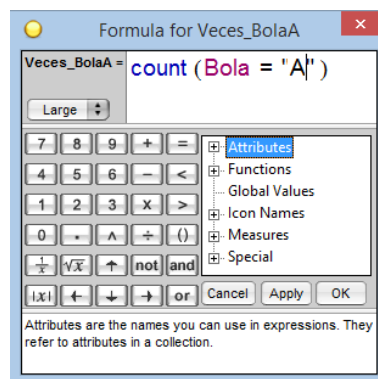 Formula for Veces_BolaA
×
Veces_BolaA = count (Bola = "A")
Large
7 8 9 + =
4 5 6 − <
1 2 3 x >
0 . ^ ÷ ()
1/x √x ↑ not and
|x| ← ↓ → or
Attributes
Functions
Global Values
Icon Names
Measures
Special
Cancel Apply OK
Attributes are the names you can use in expressions. They
refer to attributes in a collection.